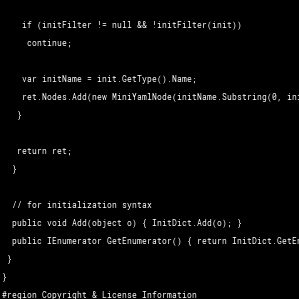 if (initFilter != null && !initFilter(init))
continue;
var initName = init.GetType().Name;
ret.Nodes.Add(new MiniYamlNode(initName.Substring(0,
}
return ret;
}
// for initialization syntax
public void Add(object o) { InitDict.Add(o); }
public IEnumerator GetEnumerator() { return InitDict.GetEn
}
}
#region Copyright & License Information